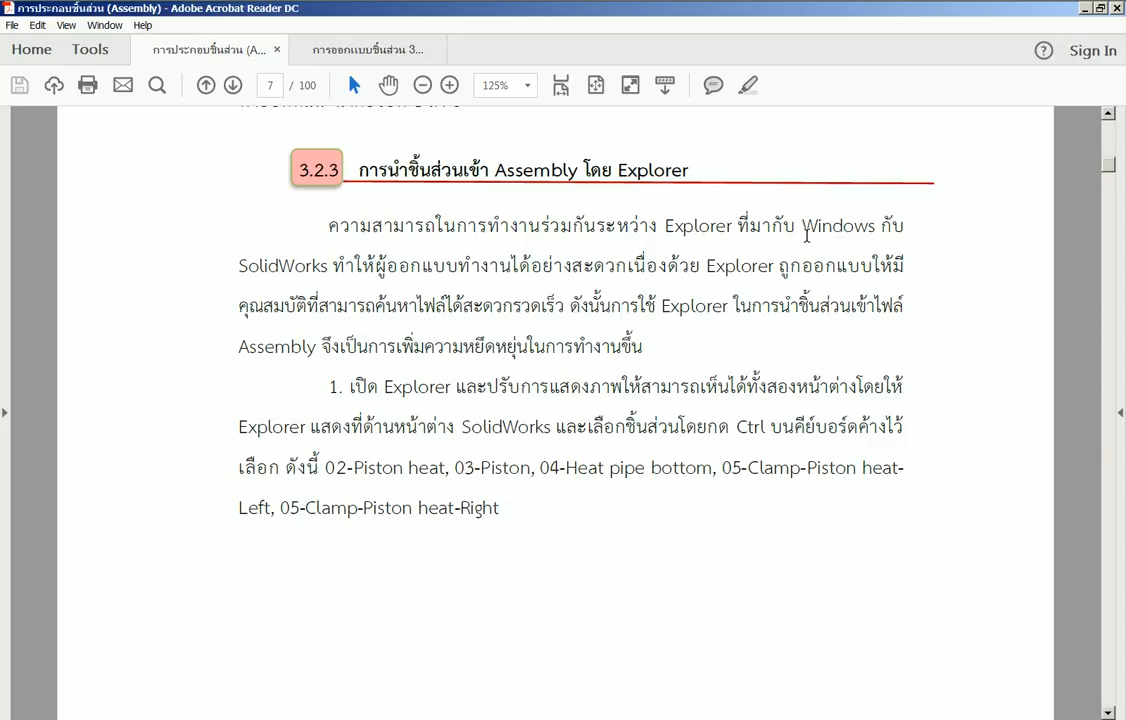 การประกอบชิ้นส่วน (Assembly) - Adobe Acrobat Reader DC
File Edit View Window Help
Home Tools การประกอบชิ้นส่วน (A... × การออกแบบชิ้นส่วน 3... Sign In
7 / 100 125%
3.2.3 การนำชิ้นส่วนเข้า Assembly โดย Explorer
ความสามารถในการทำงานร่วมกันระหว่าง Explorer ที่มากับ Windows กับ
SolidWorks ทำให้ผู้ออกแบบทำงานได้อย่างสะดวกเนื่องด้วย Explorer ถูกออกแบบให้มี
คุณสมบัติที่สามารถค้นหาไฟล์ได้สะดวกรวดเร็ว ดังนั้นการใช้ Explorer ในการนำชิ้นส่วนเข้าไฟล์
Assembly จึงเป็นการเพิ่มความหยืดหยุ่นในการทำงานขึ้น
1. เปิด Explorer และปรับการแสดงภาพให้สามารถเห็นได้ทั้งสองหน้าต่างโดยให้
Explorer แสดงที่ด้านหน้าต่าง SolidWorks และเลือกชิ้นส่วนโดยกด Ctrl บนคีย์บอร์ดค้างไว้
เลือก ดังนี้ 02-Piston heat, 03-Piston, 04-Heat pipe bottom, 05-Clamp-Piston heat-
Left, 05-Clamp-Piston heat-Right